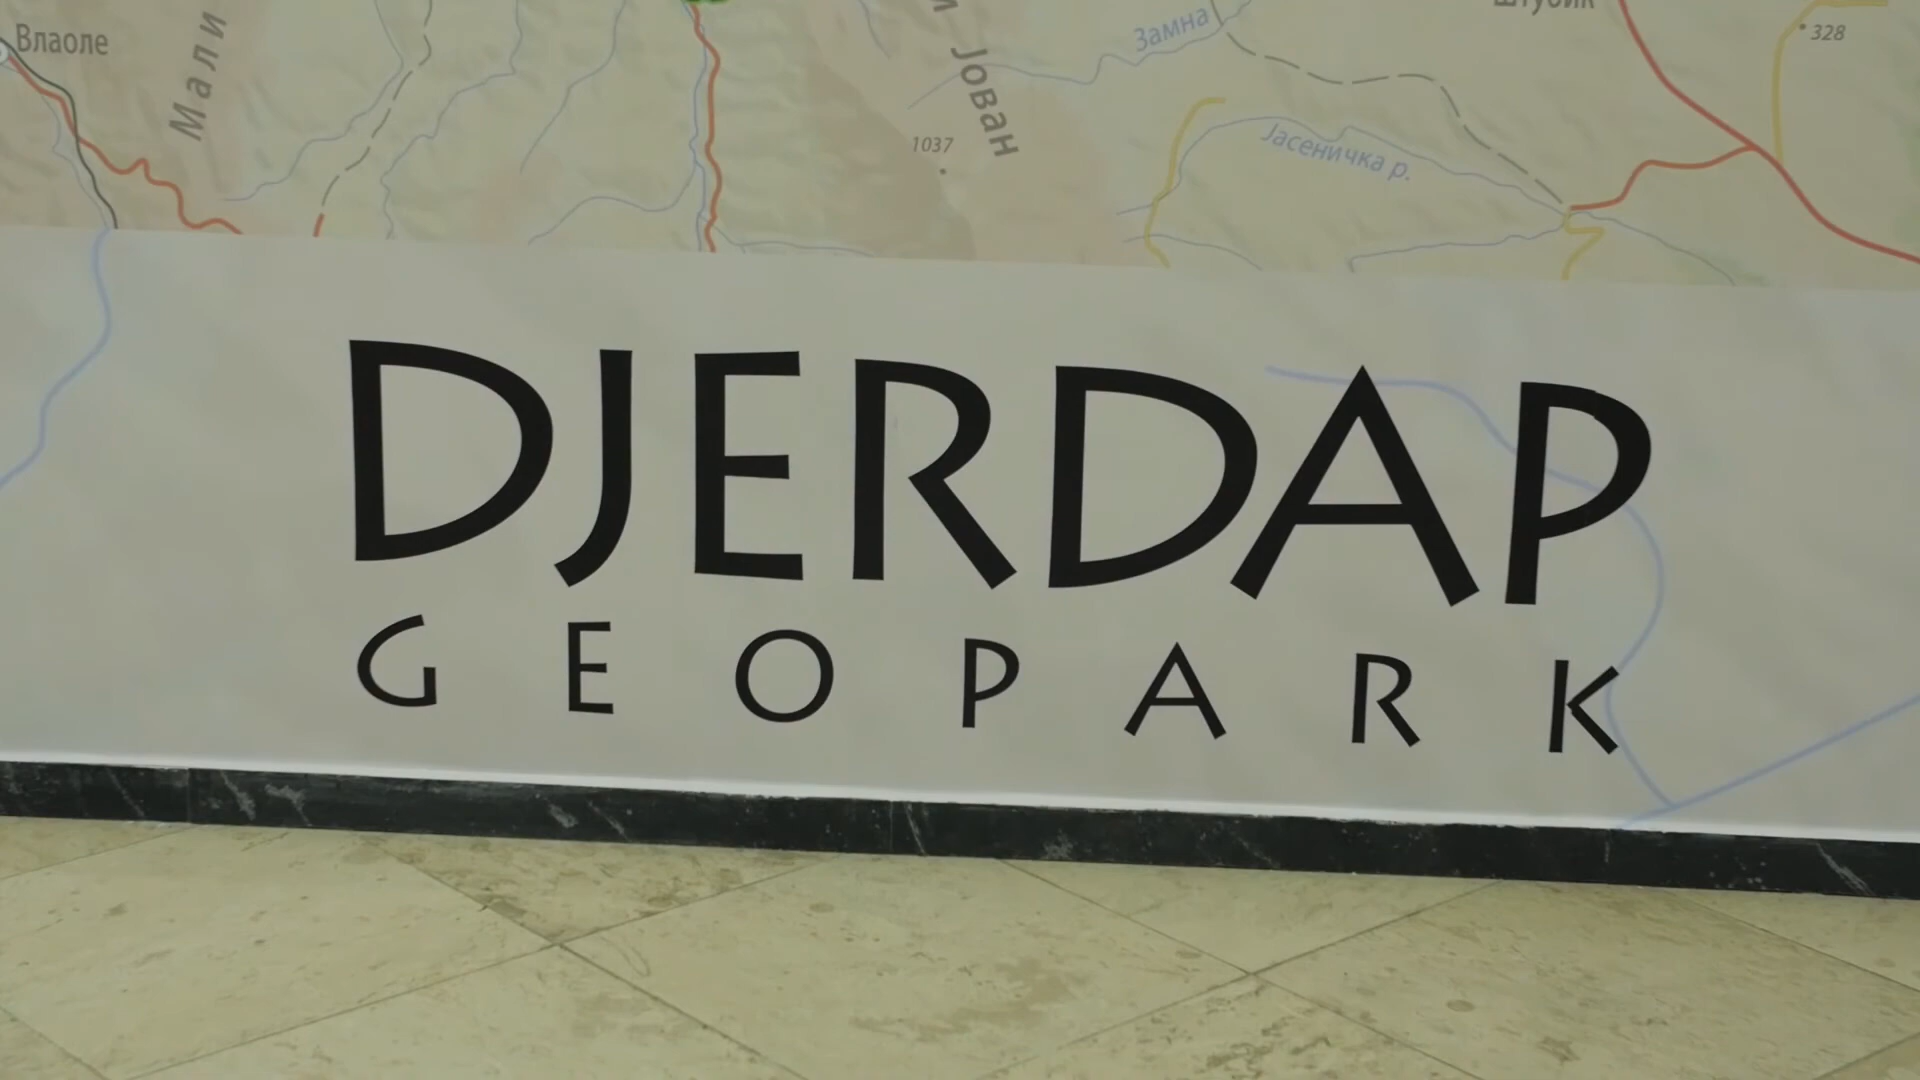 Влаоле
Мали
Јован
1037
Замна
Јасеничка р.
328
DJERDAP
GEOPARK